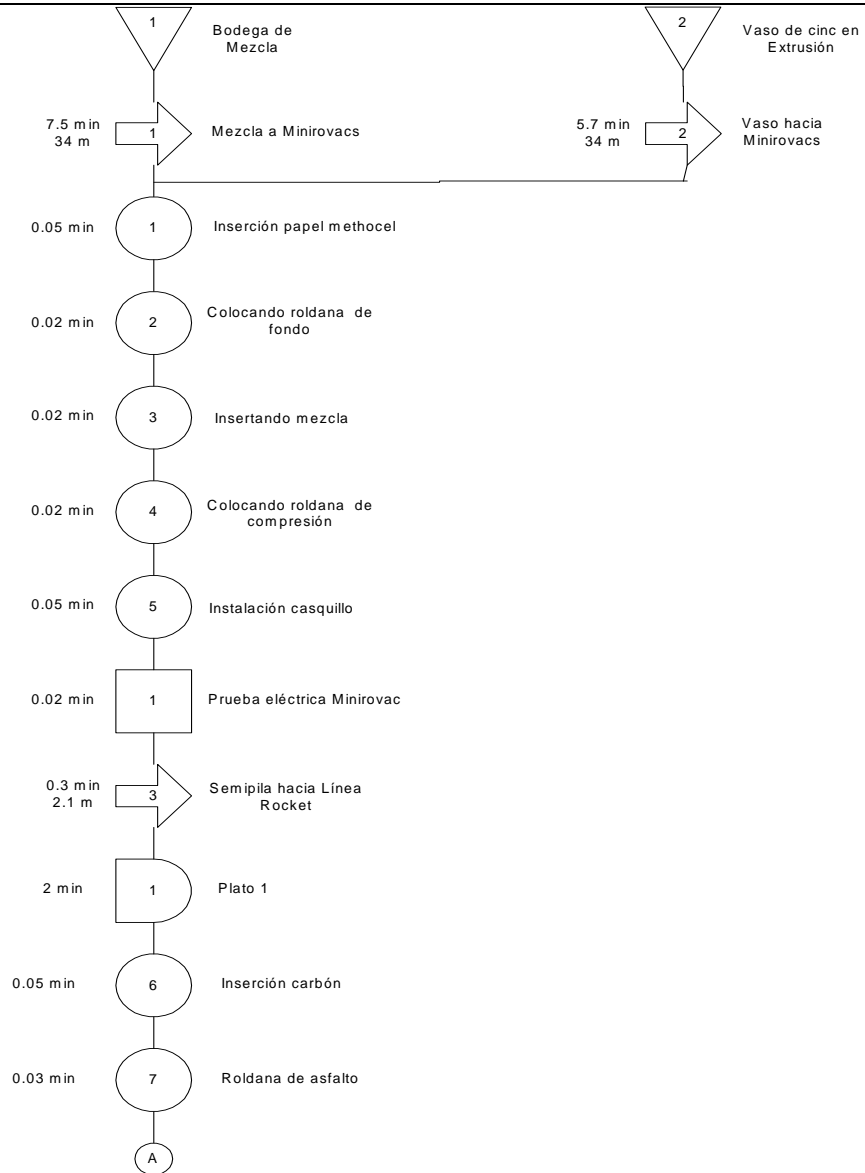 1
Bodega de
Mezcla
2
Vaso de cinc en
Extrusión
7.5 min
34 m
1
Mezcla a Minirovacs
5.7 min
34 m
2
Vaso hacia
Minirovacs
0.05 min
1
Inserción papel methocel
0.02 min
2
Colocando roldana de
fondo
0.02 min
3
Insertando mezcla
0.02 min
4
Colocando roldana de
compresión
0.05 min
5
Instalación casquillo
0.02 min
1
Prueba eléctrica Minirovac
0.3 min
2.1 m
3
Semipila hacia Línea
Rocket
2 min
1
Plato 1
0.05 min
6
Inserción carbón
0.03 min
7
Roldana de asfalto
A